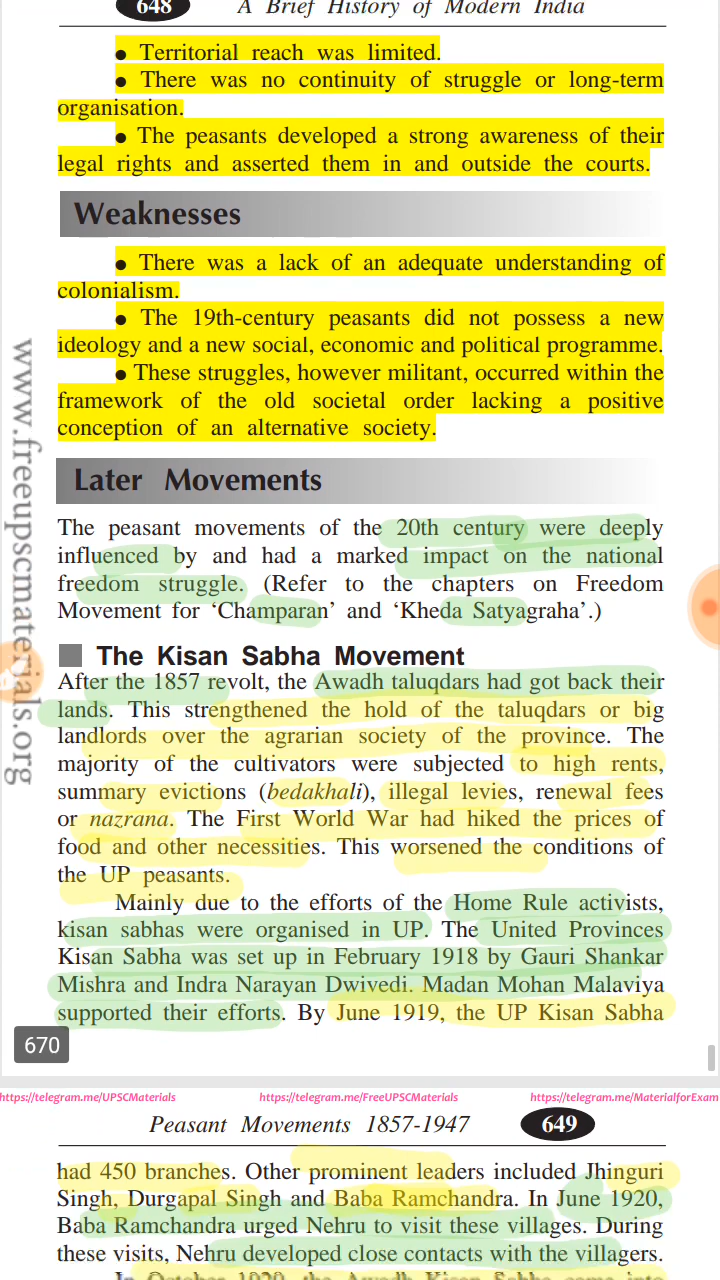 648 A Brief History of Modern India
● Territorial reach was limited.
● There was no continuity of struggle or long-term
organisation.
● The peasants developed a strong awareness of their
legal rights and asserted them in and outside the courts.
Weaknesses
● There was a lack of an adequate understanding of
colonialism.
● The 19th-century peasants did not possess a new
ideology and a new social, economic and political programme.
● These struggles, however militant, occurred within the
framework of the old societal order lacking a positive
conception of an alternative society.
www.freeupscmaterials.org
Later Movements
The peasant movements of the 20th century were deeply
influenced by and had a marked impact on the national
freedom struggle. (Refer to the chapters on Freedom
Movement for ‘Champaran’ and ‘Kheda Satyagraha’.)
The Kisan Sabha Movement
After the 1857 revolt, the Awadh taluqdars had got back their
lands. This strengthened the hold of the taluqdars or big
landlords over the agrarian society of the province. The
majority of the cultivators were subjected to high rents,
summary evictions (bedakhali), illegal levies, renewal fees
or nazrana. The First World War had hiked the prices of
food and other necessities. This worsened the conditions of
the UP peasants.
Mainly due to the efforts of the Home Rule activists,
kisan sabhas were organised in UP. The United Provinces
Kisan Sabha was set up in February 1918 by Gauri Shankar
Mishra and Indra Narayan Dwivedi. Madan Mohan Malaviya
supported their efforts. By June 1919, the UP Kisan Sabha
670
https://telegram.me/UPSCMaterials https://telegram.me/FreeUPSCMaterials https://telegram.me/MaterialforExam
Peasant Movements 1857-1947 649
had 450 branches. Other prominent leaders included Jhinguri
Singh, Durgapal Singh and Baba Ramchandra. In June 1920,
Baba Ramchandra urged Nehru to visit these villages. During
these visits, Nehru developed close contacts with the villagers.
In October 1920, the Awadh Kisan Sabha came into